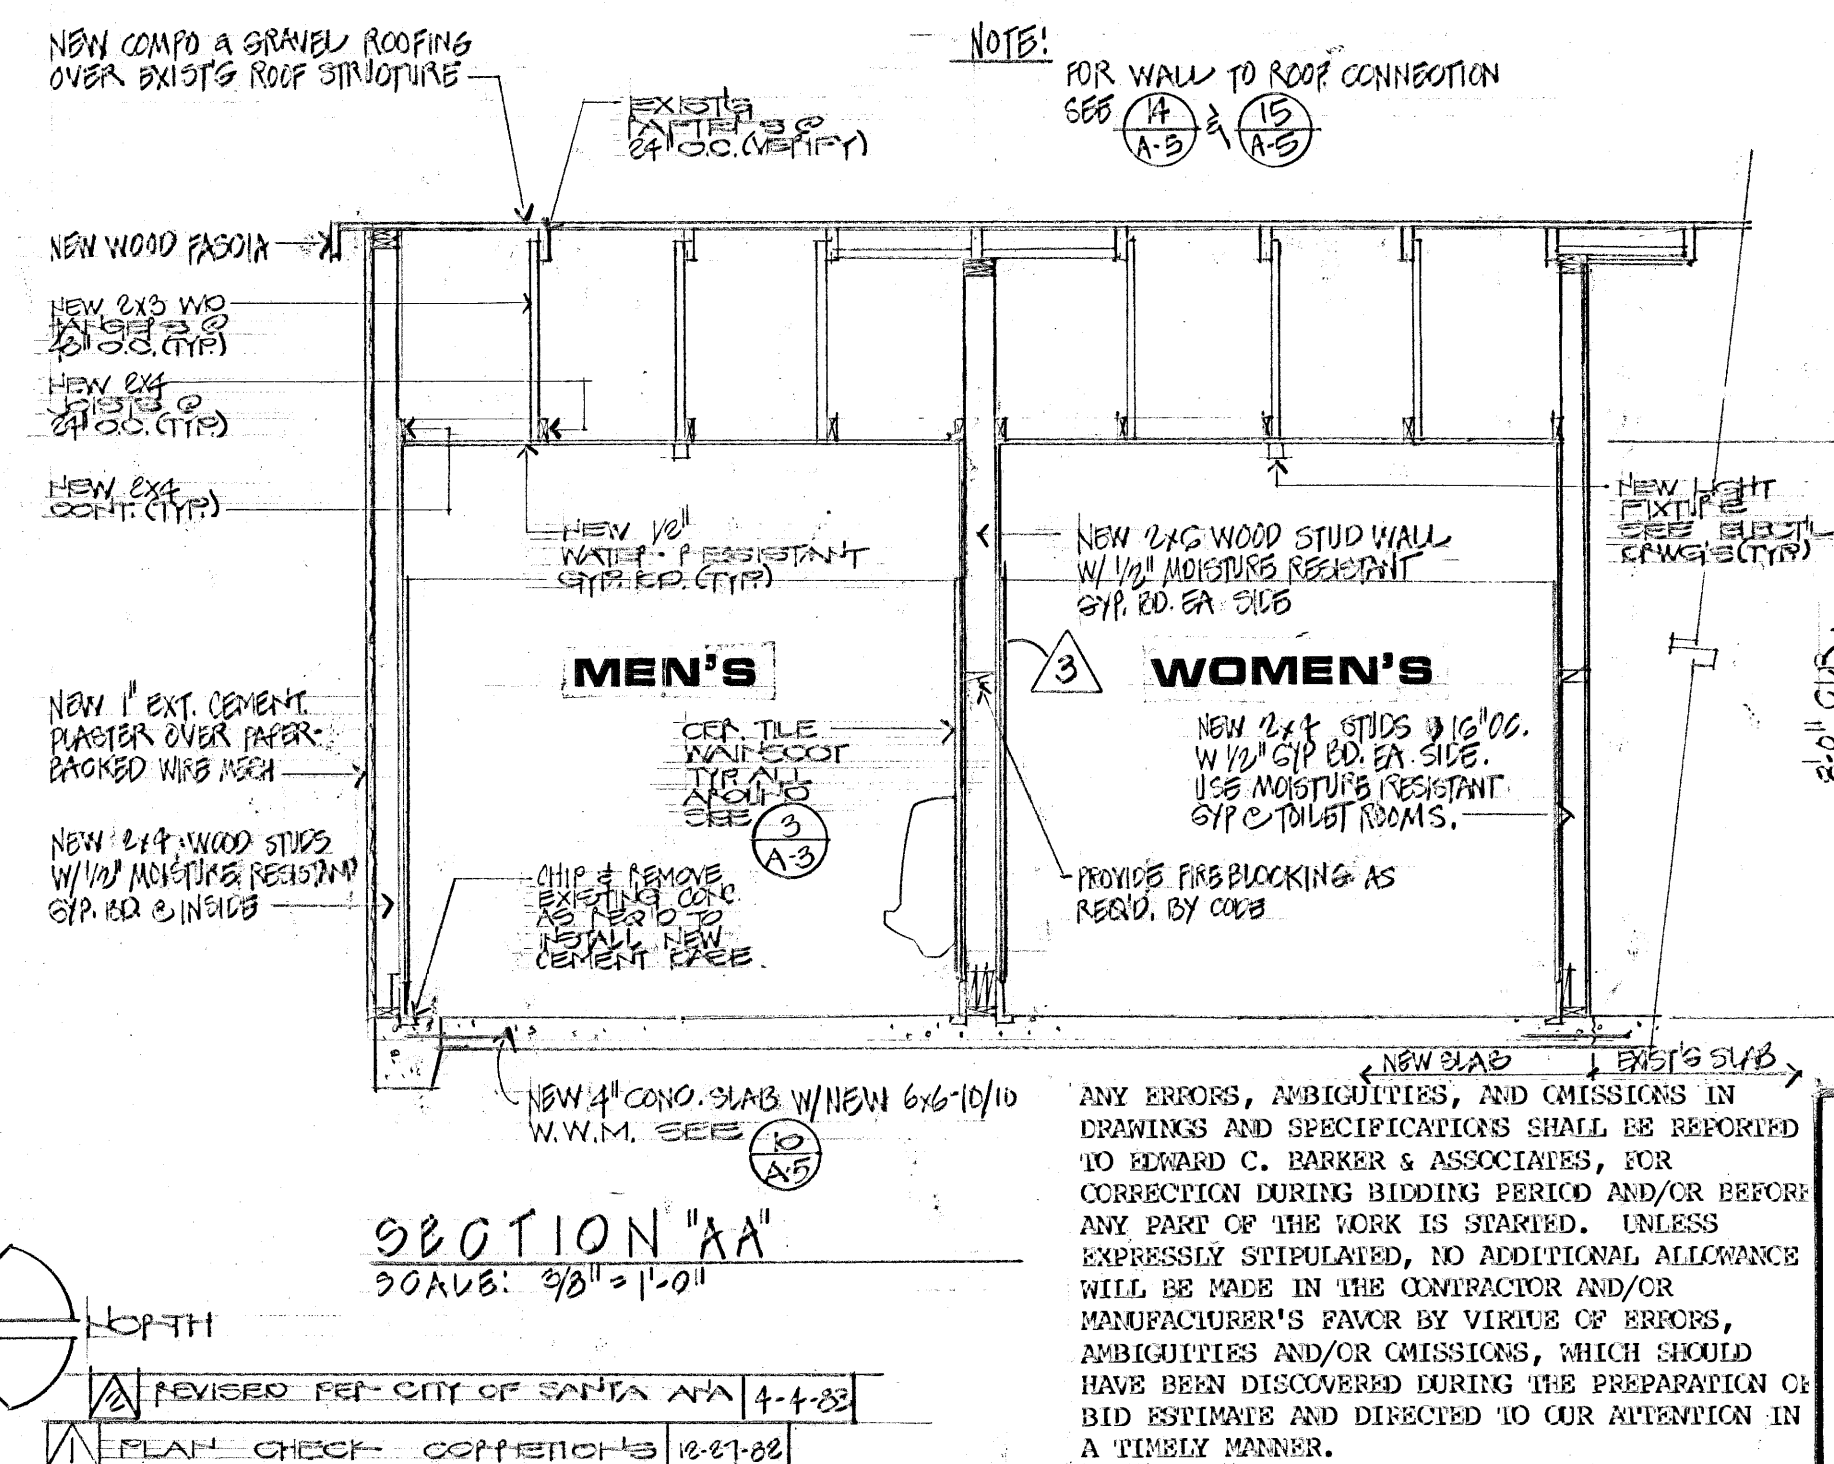 NEW COMPO & GRAVEL ROOFING
OVER EXIST'G ROOF STRUCTURE
EXIST'G
RAFTERS @
24" O.C. (VERIFY)
NOTE!
FOR WALL TO ROOF CONNECTION
SEE 14 A-5 & 15 A-5
NEW WOOD FASCIA
NEW 2X3 WD
HANGERS @
48" O.C. (TYP.)
NEW 2X4
JOISTS @
24" O.C. (TYP.)
NEW 2X4
CONT. (TYP.)
NEW 1/2"
WATER-RESISTANT
GYP. BD. (TYP.)
NEW 2X6 WOOD STUD WALL
W/ 1/2" MOISTURE RESISTANT
GYP. BD. EA. SIDE
NEW LIGHT
FIXTURE
SEE ELECT'L
DRWG'S (TYP.)
MEN'S
3
WOMEN'S
NEW 1" EXT. CEMENT
PLASTER OVER PAPER-
BACKED WIRE MESH
CER. TILE
WAINSCOT
TYP. ALL
AROUND
SEE 3 A-3
NEW 2x4 STUDS @ 16"OC.
W 1/2" GYP BD. EA. SIDE.
USE MOISTURE RESISTANT
GYP @ TOILET ROOMS.
NEW 2x4 WOOD STUDS
W/ 1/2" MOISTURE RESISTANT
GYP. BD. @ INSIDE
CHIP & REMOVE
EXISTING CONC.
AS REQ'D TO
INSTALL NEW
CEMENT BASE.
PROVIDE FIREBLOCKING AS
REQ'D. BY CODE
NEW SLAB
EXIST'G SLAB
NEW 4" CONC. SLAB W/NEW 6x6-10/10
W.W.M. SEE 10 A-5
SECTION "AA"
SCALE: 3/8" = 1'-0"
NORTH
2 REVISED PER CITY OF SANTA ANA 4-4-83
1 PLAN CHECK CORRECTIONS 12-27-82
ANY ERRORS, AMBIGUITIES, AND OMISSIONS IN
DRAWINGS AND SPECIFICATIONS SHALL BE REPORTED
TO EDWARD C. BARKER & ASSOCIATES, FOR
CORRECTION DURING BIDDING PERIOD AND/OR BEFORE
ANY PART OF THE WORK IS STARTED. UNLESS
EXPRESSLY STIPULATED, NO ADDITIONAL ALLOWANCE
WILL BE MADE IN THE CONTRACTOR AND/OR
MANUFACTURER'S FAVOR BY VIRTUE OF ERRORS,
AMBIGUITIES AND/OR OMISSIONS, WHICH SHOULD
HAVE BEEN DISCOVERED DURING THE PREPARATION OF
BID ESTIMATE AND DIRECTED TO OUR ATTENTION IN
A TIMELY MANNER.